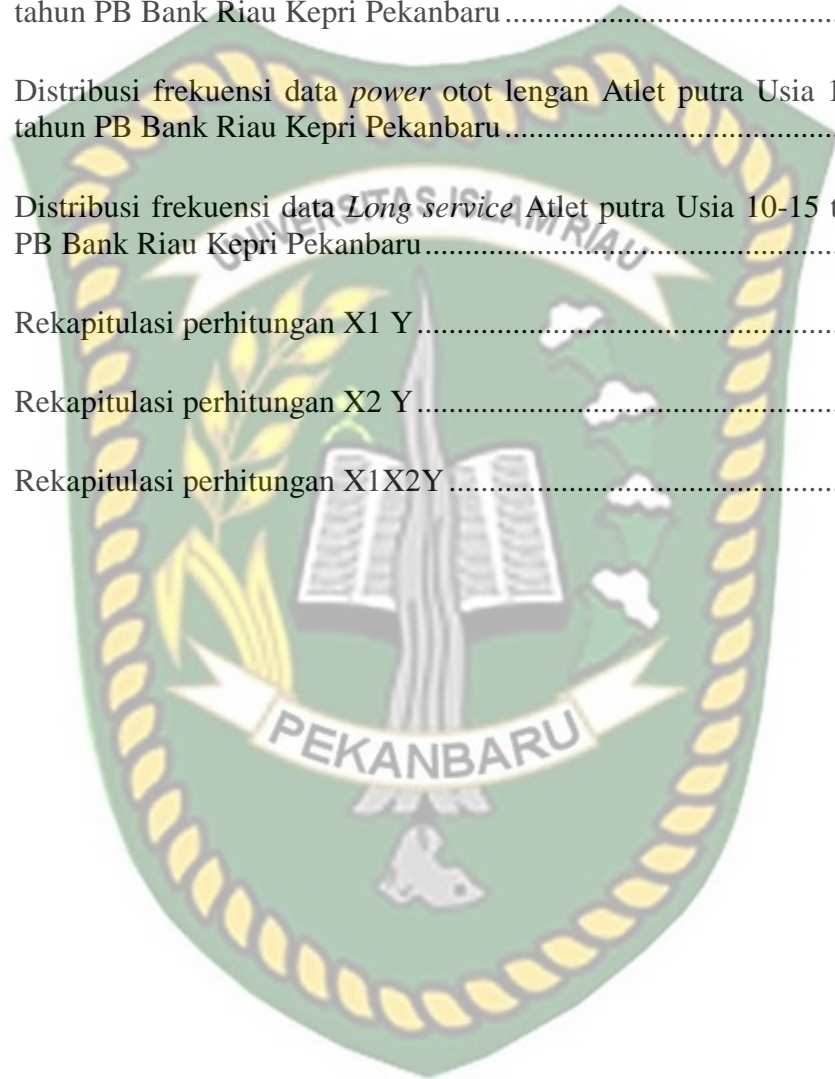 tahun PB Bank Riau Kepri Pekanbaru ....................................................
Distribusi frekuensi data power otot lengan Atlet putra Usia
tahun PB Bank Riau Kepri Pekanbaru ....................................................
Distribusi frekuensi data Long service Atlet putra Usia 10-15
PB Bank Riau Kepri Pekanbaru ................................................................
UNIVERSITAS ISLAM RIAU
Rekapitulasi perhitungan X1 Y .................................................................
Rekapitulasi perhitungan X2 Y .................................................................
Rekapitulasi perhitungan X1X2Y ............................................................
PEKANBARU